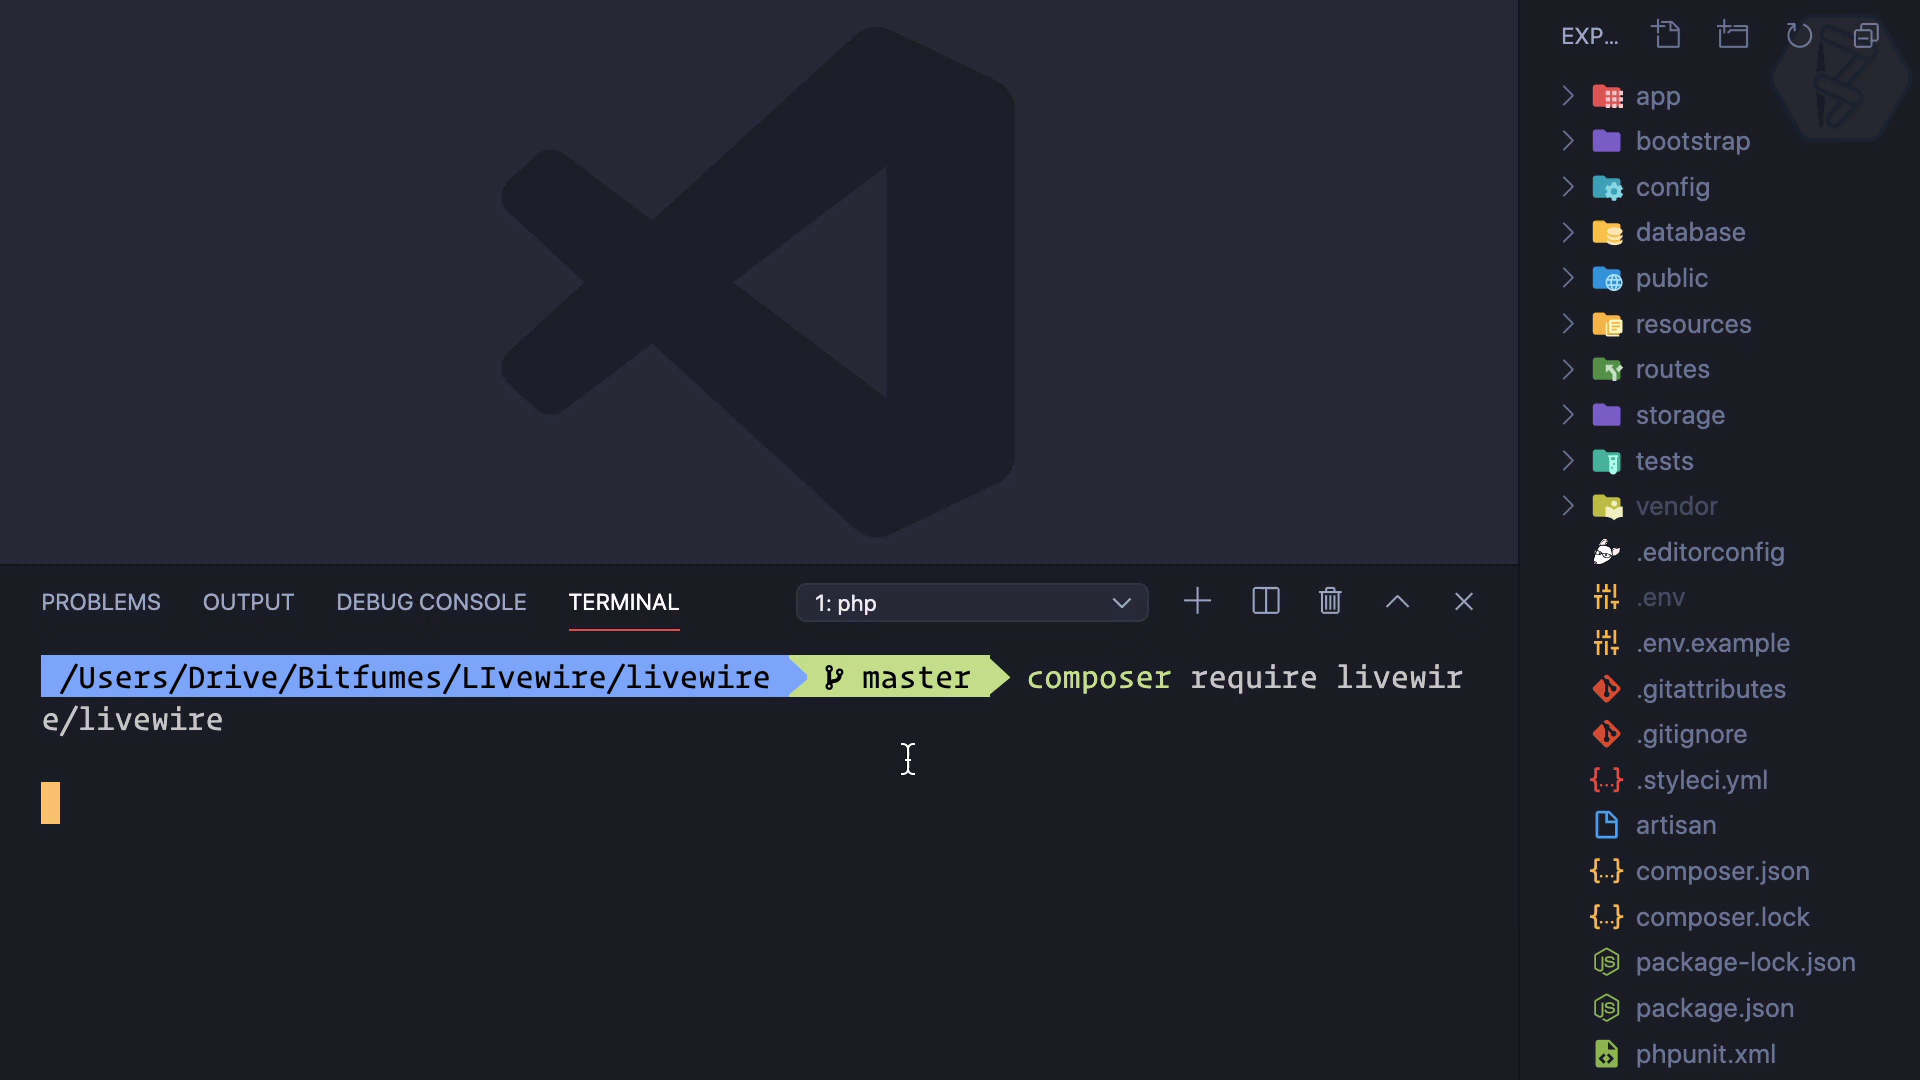 EXP...
app
bootstrap
config
database
public
resources
routes
storage
tests
vendor
.editorconfig
.env
.env.example
.gitattributes
.gitignore
.styleci.yml
artisan
composer.json
composer.lock
package-lock.json
package.json
phpunit.xml
PROBLEMS OUTPUT DEBUG CONSOLE TERMINAL 1: php
/Users/Drive/Bitfumes/LIvewire/livewire master composer require livewir
e/livewire